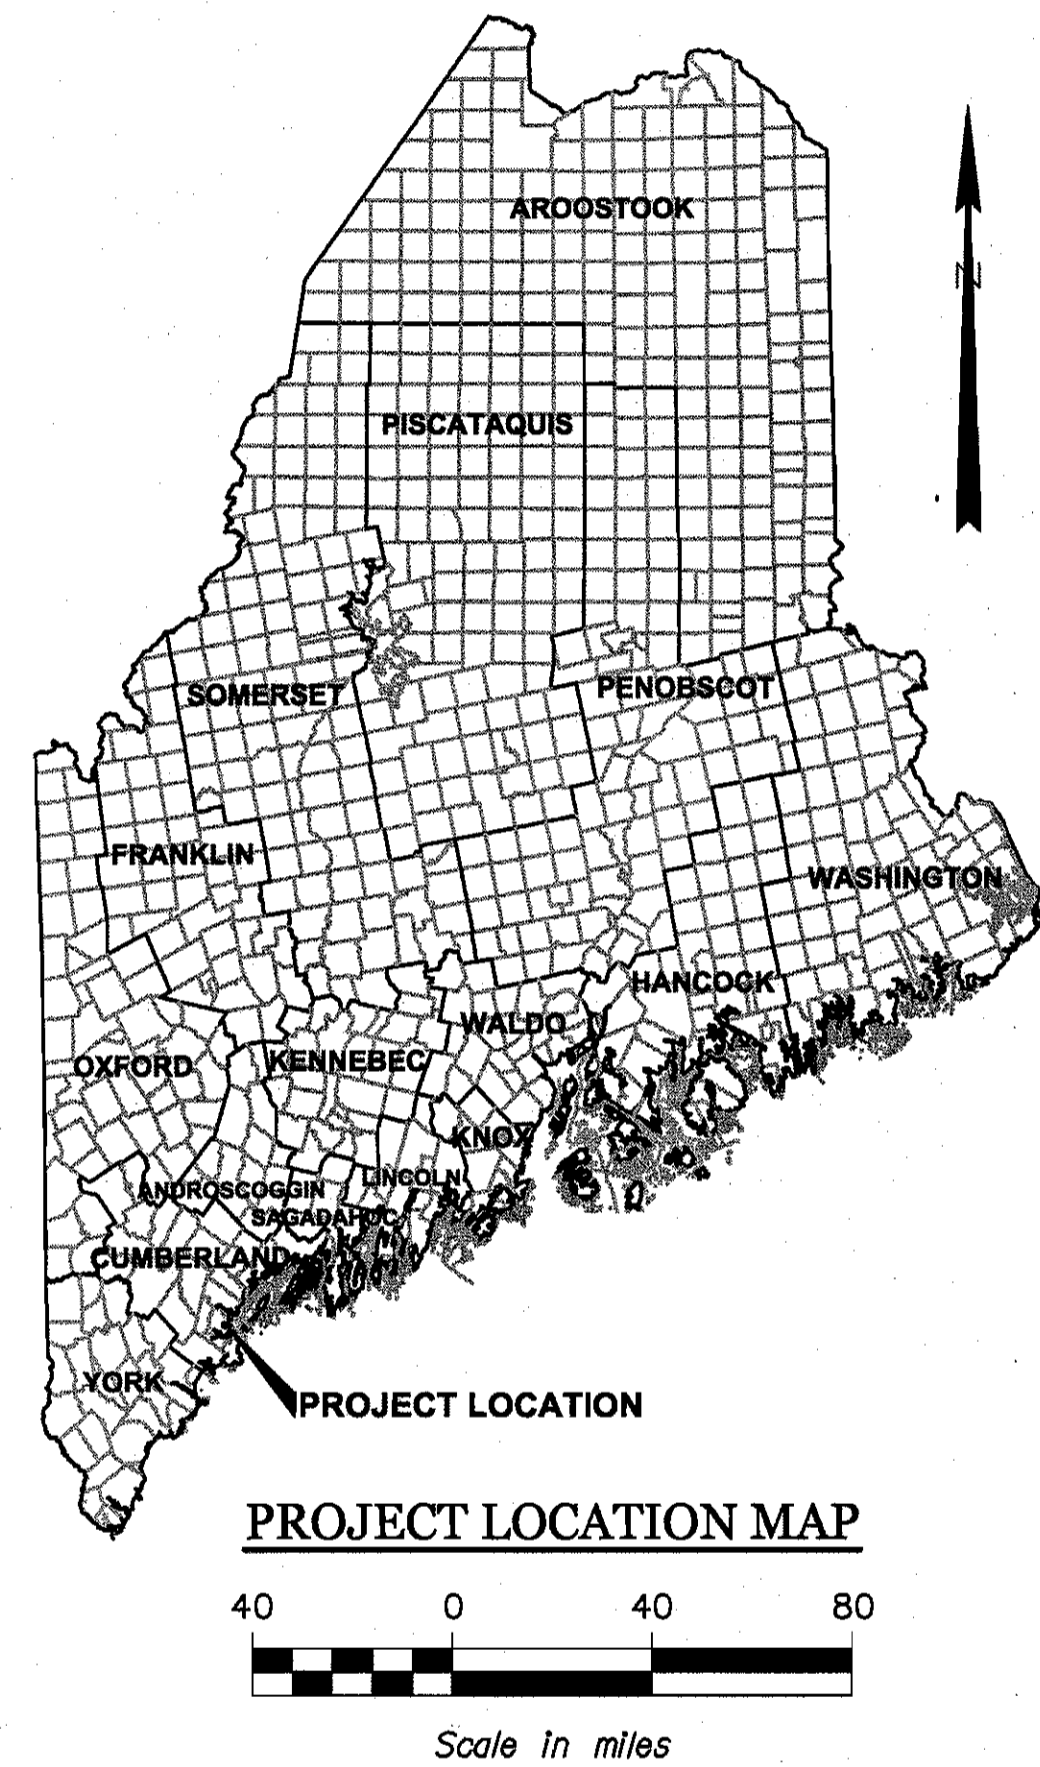 AROOSTOOK
N
PISCATAQUIS
PENOBSCOT
SOMERSET
FRANKLIN
WASHINGTON
HANCOCK
WALDO
OXFORD
KENNEBEC
KNOX
LINCOLN
ANDROSCOGGIN
SAGADAHOC
CUMBERLAND
YORK
PROJECT LOCATION
PROJECT LOCATION MAP
40 0 40 80
Scale in miles